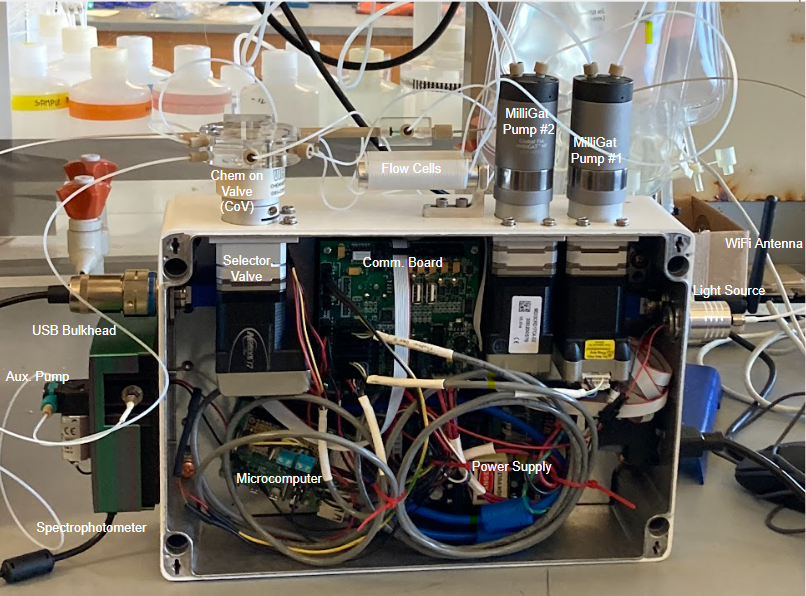 SAMPLE
MilliGat
Pump #2
MilliGat
Pump #1
Chem on
Valve
(CoV)
Flow Cells
WiFi Antenna
Selector
Valve
Comm. Board
Light Source
USB Bulkhead
Aux. Pump
Microcomputer
Power Supply
Spectrophotometer